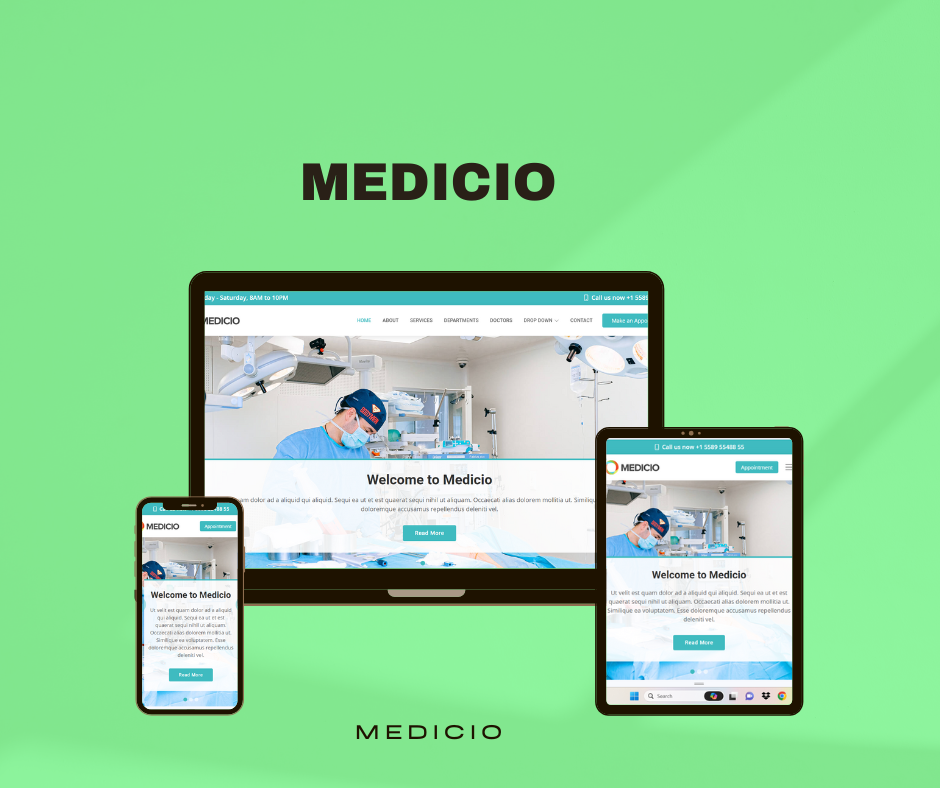 MEDICIO
day - Saturday, 8AM to 10PM
Call us now +1 558
MEDICIO
HOME ABOUT SERVICES DEPARTMENTS DOCTORS DROP DOWN CONTACT Make an Appo
Welcome to Medicio
dolor ad a aliquid qui aliquid. Sequi ea ut et est quaerat sequi nihil ut aliquam. Occaecati alias dolorem mollitia ut.
doloremque accusamus repellendus deleniti vel.
Read More
Call us now +1 5589 55488 55
MEDICIO
Appointment
Welcome to Medicio
Ut velit est quam dolor ad a aliquid qui aliquid. Sequi ea ut et est
quaerat sequi nihil ut aliquam. Occaecati alias dolorem mollitia ut.
Similique ea voluptatem. Esse doloremque accusamus repellendus
deleniti vel.
Read More
Search
MEDICIO
Appointment
Welcome to Medicio
Ut velit est quam dolor ad a aliquid
qui aliquid. Sequi ea ut et est
quaerat sequi nihil ut aliquam.
Occaecati alias dolorem mollitia ut.
Similique ea voluptatem. Esse
doloremque accusamus repellendus
deleniti vel.
Read More
MEDICIO